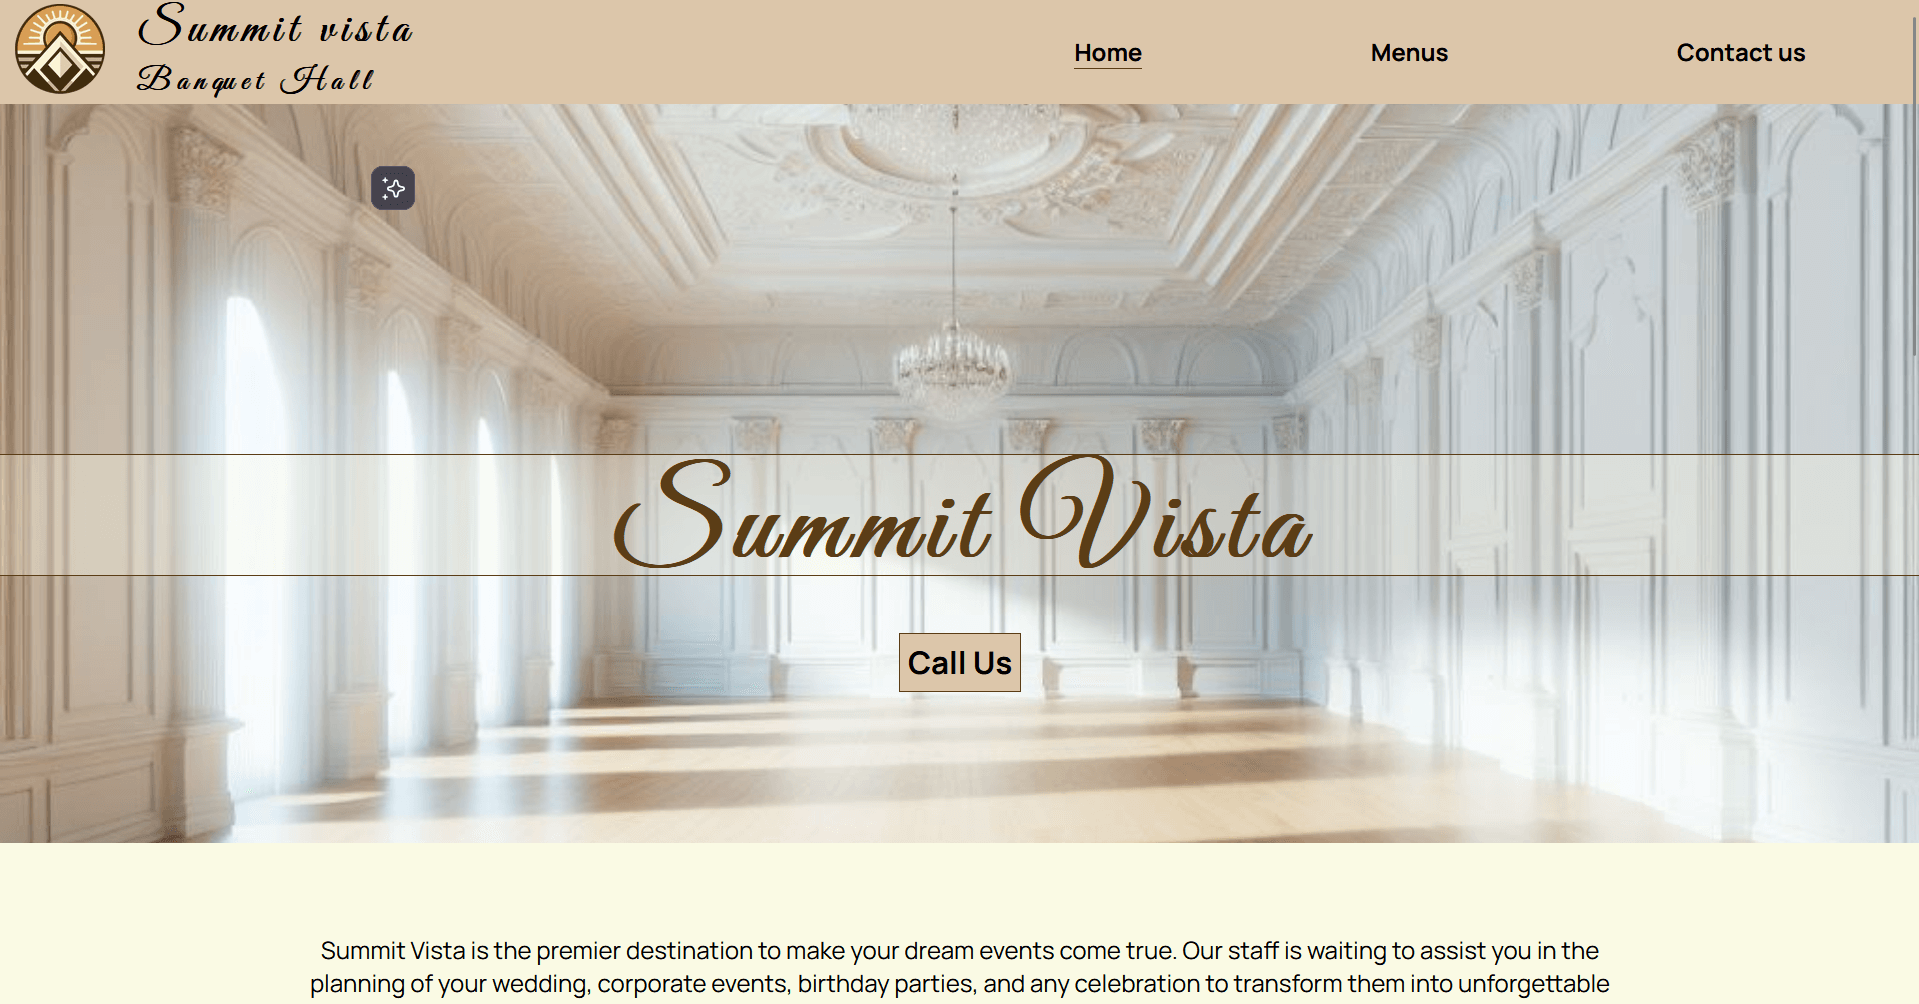 Summit vista
Banquet Hall
Home
Menus
Contact us
Summit Vista
Call Us
Summit Vista is the premier destination to make your dream events come true. Our staff is waiting to assist you in the
planning of your wedding, corporate events, birthday parties, and any celebration to transform them into unforgettable